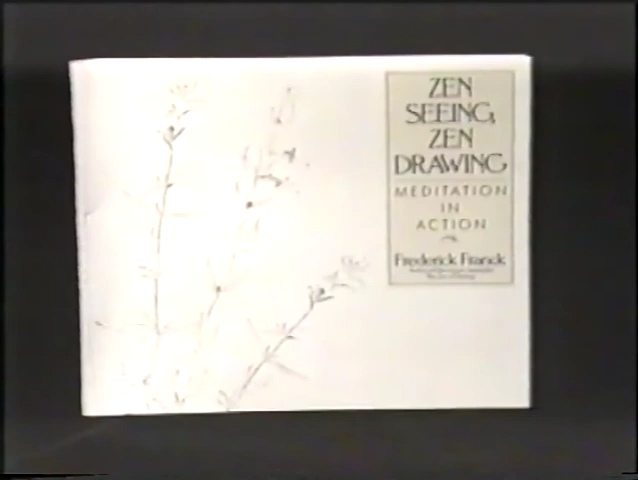 ZEN
SEEING,
ZEN
DRAWING
MEDITATION
IN
ACTION
Frederick Franck